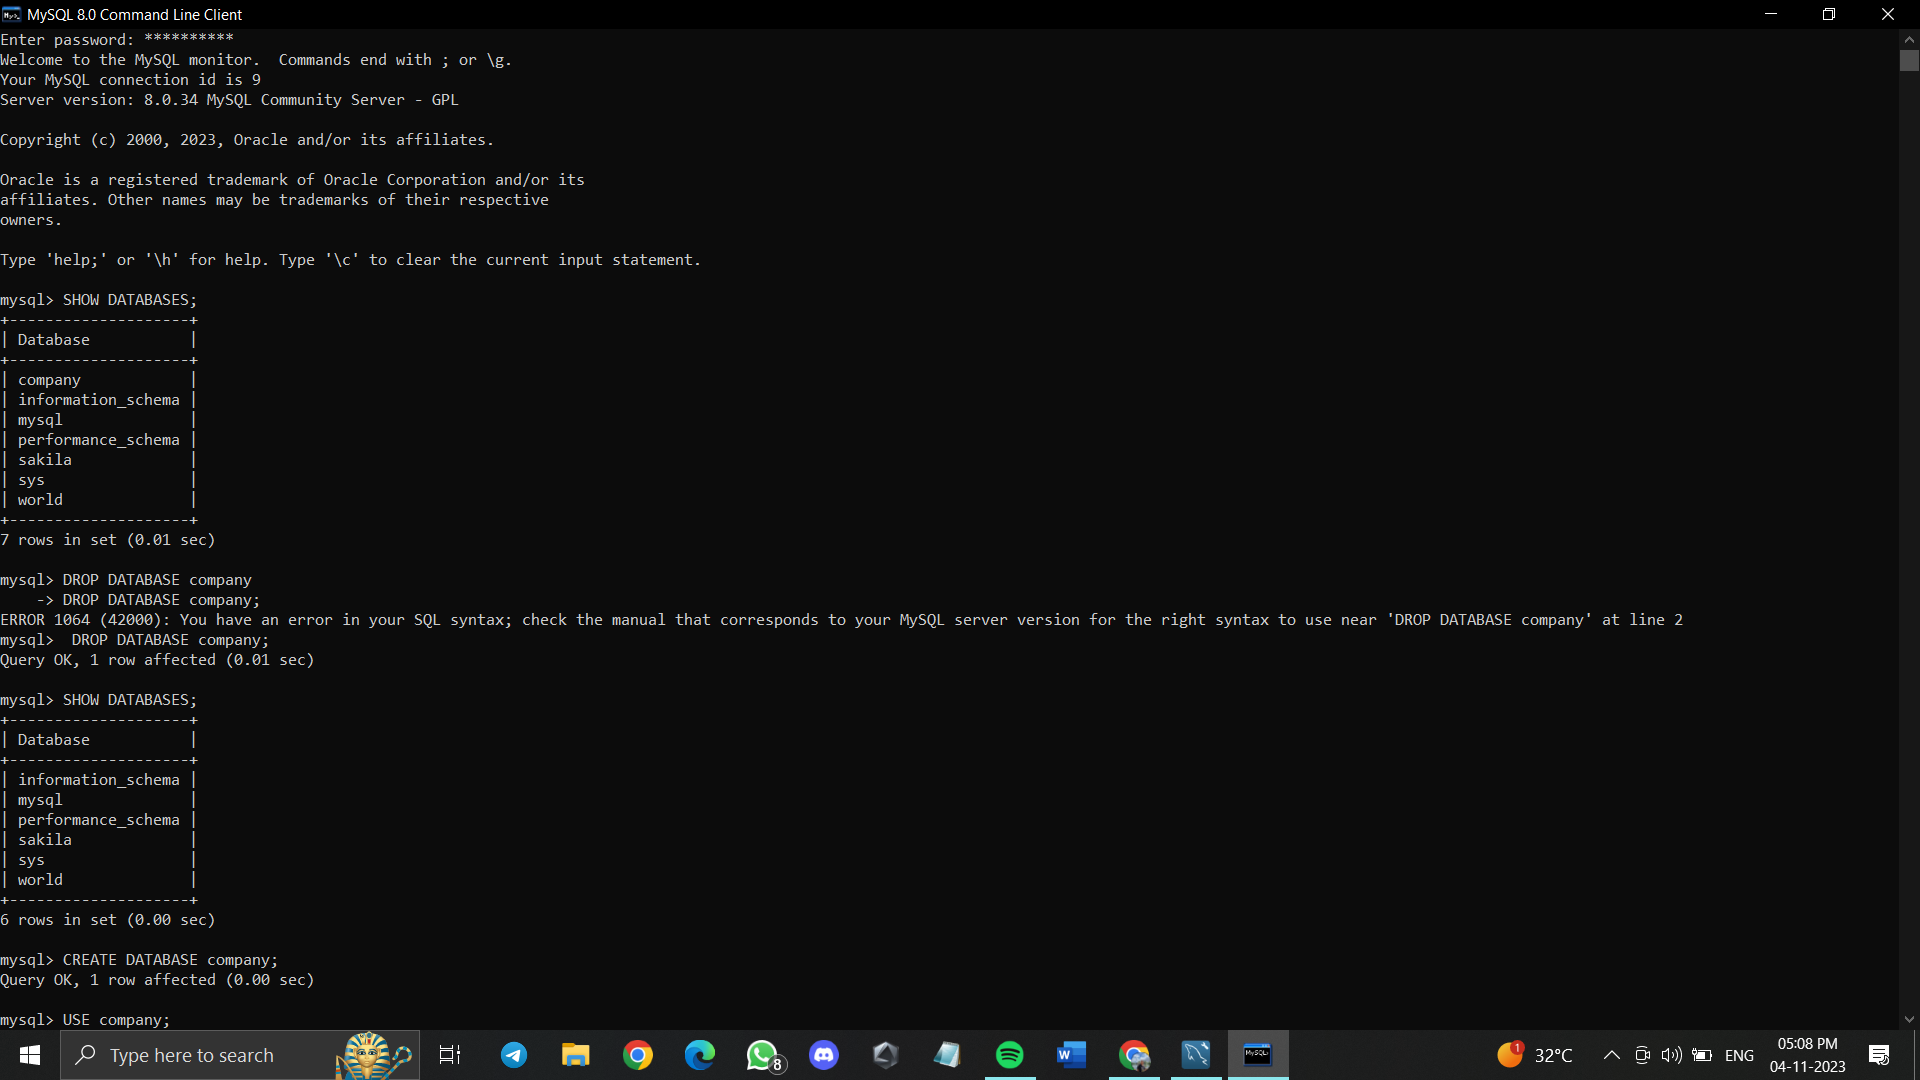 MySQL 8.0 Command Line Client
Enter password: **********
Welcome to the MySQL monitor.  Commands end with ; or \g.
Your MySQL connection id is 9
Server version: 8.0.34 MySQL Community Server - GPL
Copyright (c) 2000, 2023, Oracle and/or its affiliates.
Oracle is a registered trademark of Oracle Corporation and/or its
affiliates. Other names may be trademarks of their respective
owners.
Type 'help;' or '\h' for help. Type '\c' to clear the current input statement.
mysql> SHOW DATABASES;
+--------------------+
| Database           |
+--------------------+
| company            |
| information_schema |
| mysql              |
| performance_schema |
| sakila             |
| sys                |
| world              |
+--------------------+
7 rows in set (0.01 sec)
mysql> DROP DATABASE company
    -> DROP DATABASE company;
ERROR 1064 (42000): You have an error in your SQL syntax; check the manual that corresponds to your MySQL server version for the right syntax to use near 'DROP DATABASE company' at line 2
mysql>  DROP DATABASE company;
Query OK, 1 row affected (0.01 sec)
mysql> SHOW DATABASES;
+--------------------+
| Database           |
+--------------------+
| information_schema |
| mysql              |
| performance_schema |
| sakila             |
| sys                |
| world              |
+--------------------+
6 rows in set (0.00 sec)
mysql> CREATE DATABASE company;
Query OK, 1 row affected (0.00 sec)
mysql> USE company;
Type here to search
8
W
MySQL
1
32°C
ENG
05:08 PM
04-11-2023